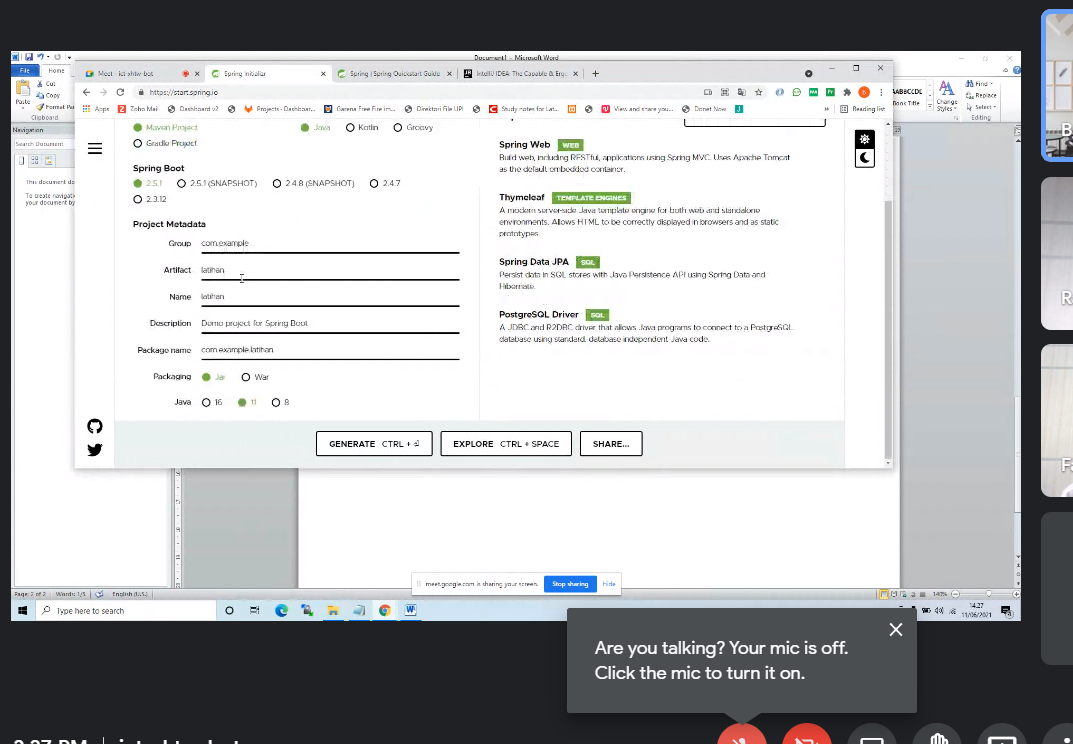 Document1 - Microsoft Word
File
Home
Cut
Copy
Paste
Format Pa
Clipboard
Navigation
Search Document
This document do
To create navigati
your document by
Meet - ict-xhtw-bot
Spring Initializr
Spring | Spring Quickstart Guide
IntelliJ IDEA: The Capable & Erg
https://start.spring.io
Apps
Zoho Mail
Dashboard v2
Projects · Dashboar...
Garena Free Fire im...
Direktori File UPI
Study notes for Lat...
View and share you...
Donet Now
»
Reading list
Maven Project
Java
Kotlin
Groovy
Gradle Project
Spring Boot
2.5.1
2.5.1 (SNAPSHOT)
2.4.8 (SNAPSHOT)
2.4.7
2.3.12
Project Metadata
Group
com.example
Artifact
latihan
Name
latihan
Description
Demo project for Spring Boot
Package name
com.example.latihan
Packaging
Jar
War
Java
16
11
8
Spring Web WEB
Build web, including RESTful, applications using Spring MVC. Uses Apache Tomcat
as the default embedded container.
Thymeleaf TEMPLATE ENGINES
A modern server-side Java template engine for both web and standalone
environments. Allows HTML to be correctly displayed in browsers and as static
prototypes.
Spring Data JPA SQL
Persist data in SQL stores with Java Persistence API using Spring Data and
Hibernate.
PostgreSQL Driver SQL
A JDBC and R2DBC driver that allows Java programs to connect to a PostgreSQL
database using standard, database independent Java code.
GENERATE CTRL + ⏎
EXPLORE CTRL + SPACE
SHARE...
AABBCCDC
Book Title
Change
Styles
Find
Replace
Select
Editing
meet.google.com is sharing your screen.
Stop sharing
Hide
Page: 2 of 2
Words: 1/5
English (U.S.)
140%
Type here to search
14.27
11/06/2021
Are you talking? Your mic is off.
Click the mic to turn it on.